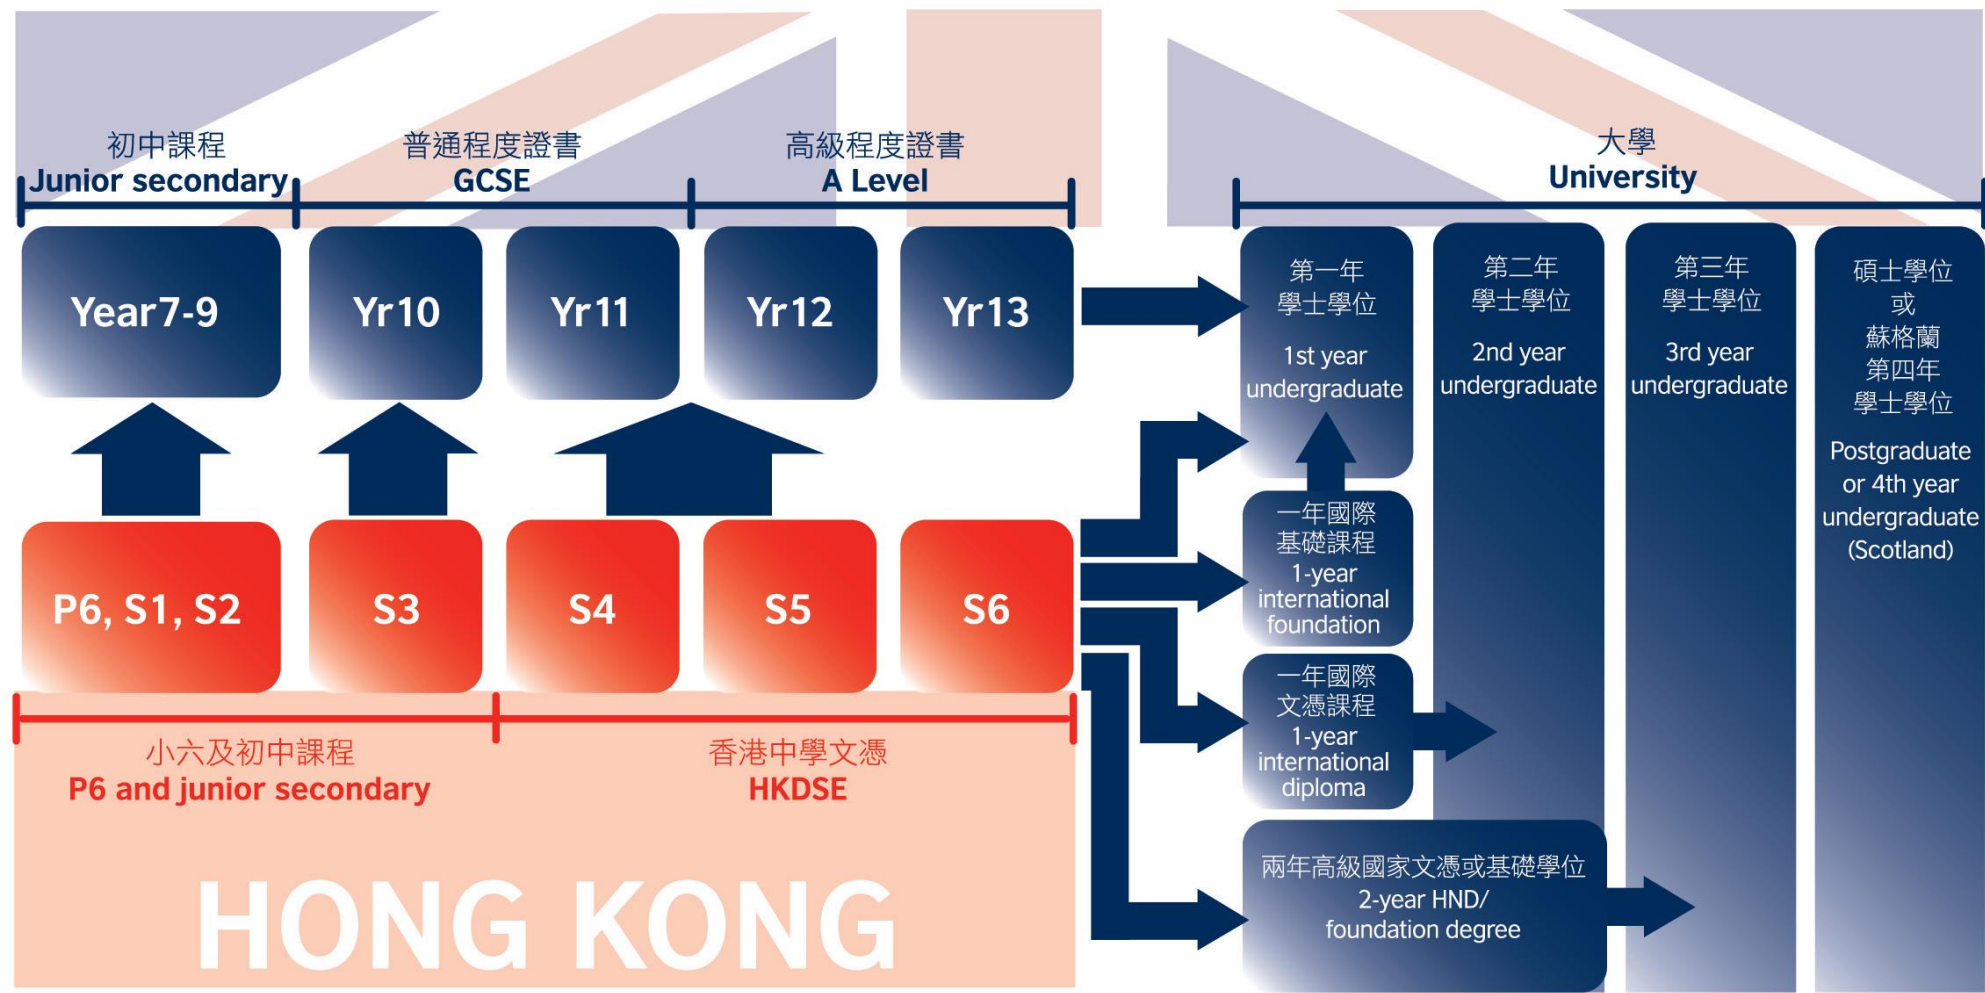 初中課程
Junior secondary
普通程度證書
GCSE
高級程度證書
A Level
大學
University
Year7-9
Yr10
Yr11
Yr12
Yr13
第一年
學士學位
1st year
undergraduate
第二年
學士學位
2nd year
undergraduate
第三年
學士學位
3rd year
undergraduate
碩士學位
或
蘇格蘭
第四年
學士學位
Postgraduate
or 4th year
undergraduate
(Scotland)
P6, S1, S2
S3
S4
S5
S6
一年國際
基礎課程
1-year
international
foundation
一年國際
文憑課程
1-year
international
diploma
兩年高級國家文憑或基礎學位
2-year HND/
foundation degree
小六及初中課程
P6 and junior secondary
香港中學文憑
HKDSE
HONG KONG